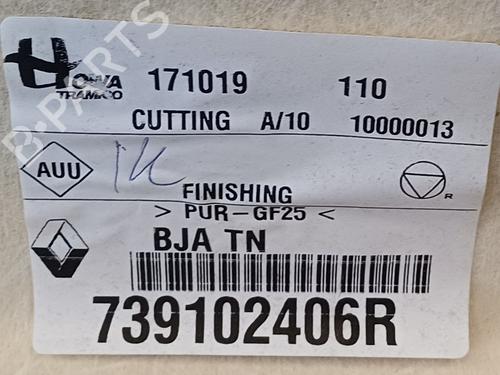 HOWA 171019 110
TRAMICO
CUTTING A/10 10000013
AUU
FINISHING
R
> PUR-GF25 <
BJA TN
739102406R
B-PARTS